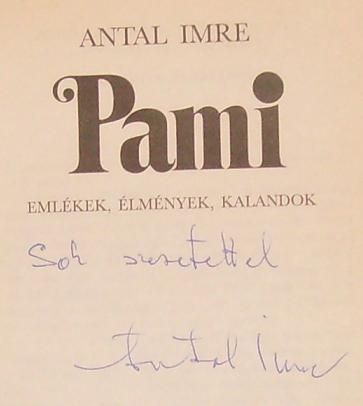 ANTAL IMRE
Pami
EMLÉKEK, ÉLMÉNYEK, KALANDOK
Sok szeretettel
Antal Imre